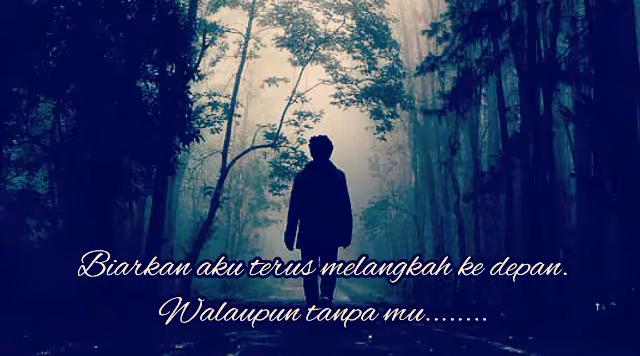 Biarkan aku terus melangkah ke depan.
Walaupun tanpa mu........